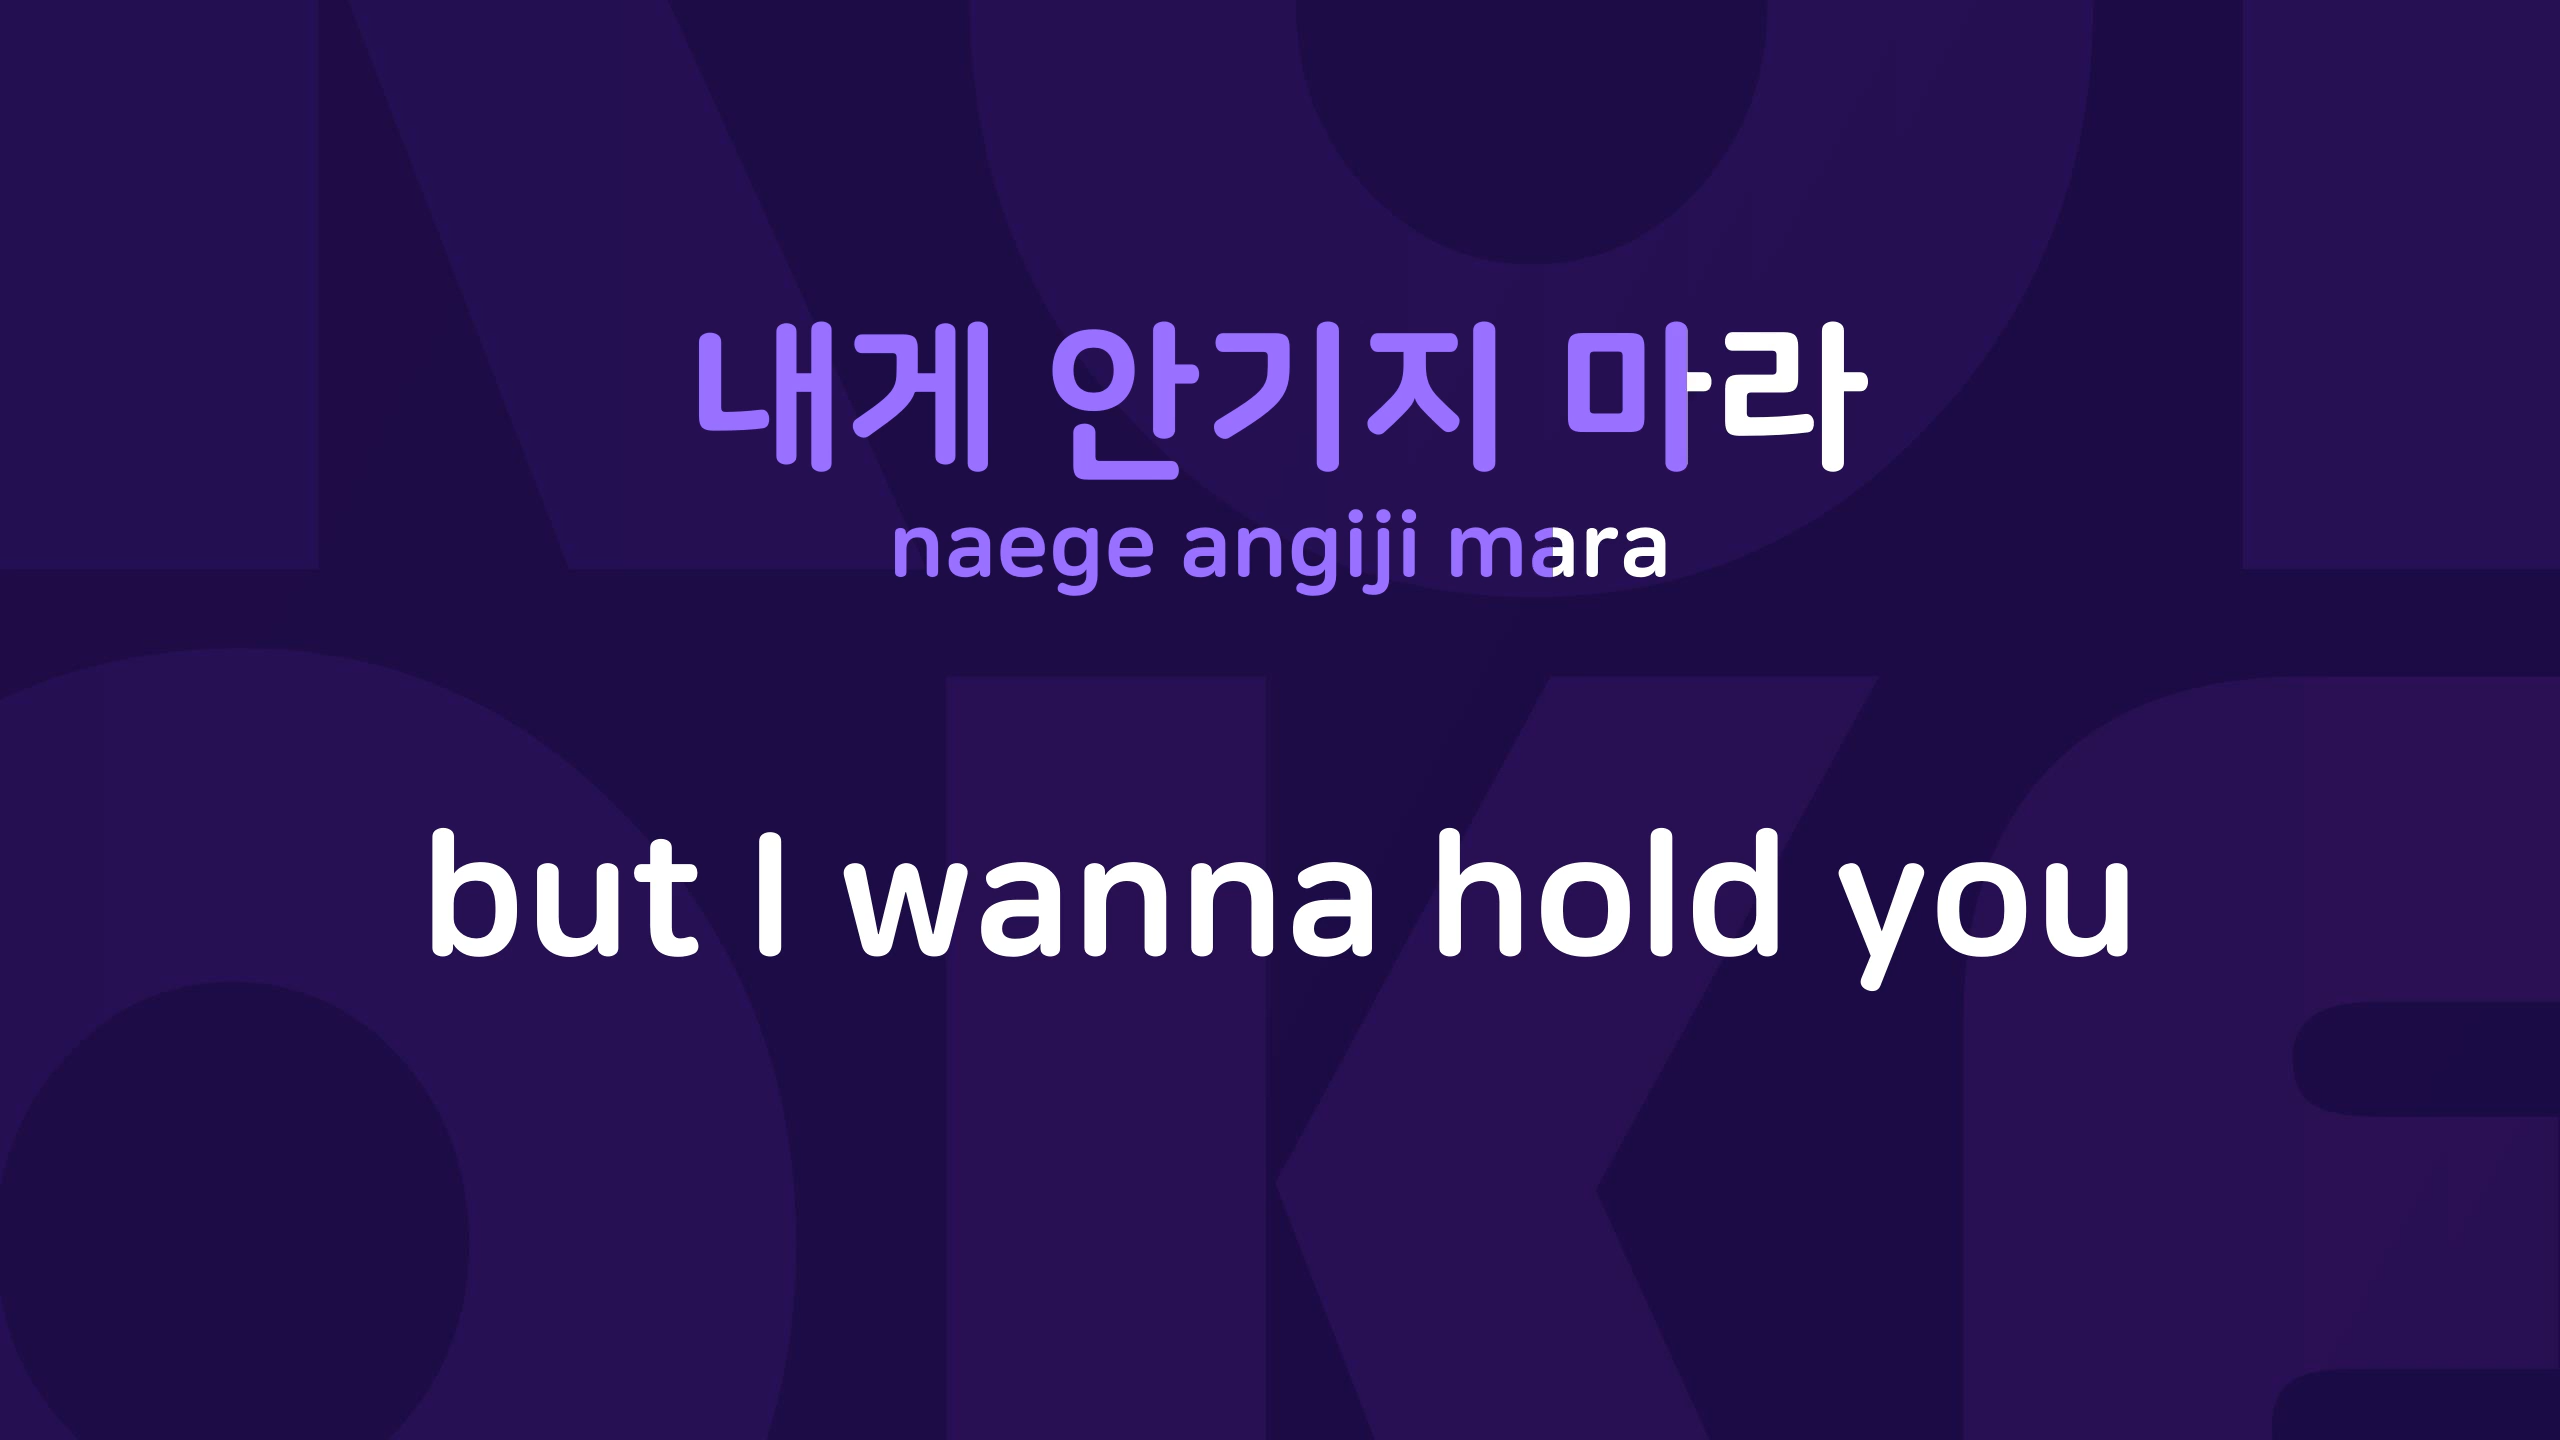 내게 안기지 마라
naege angiji mara
but I wanna hold you